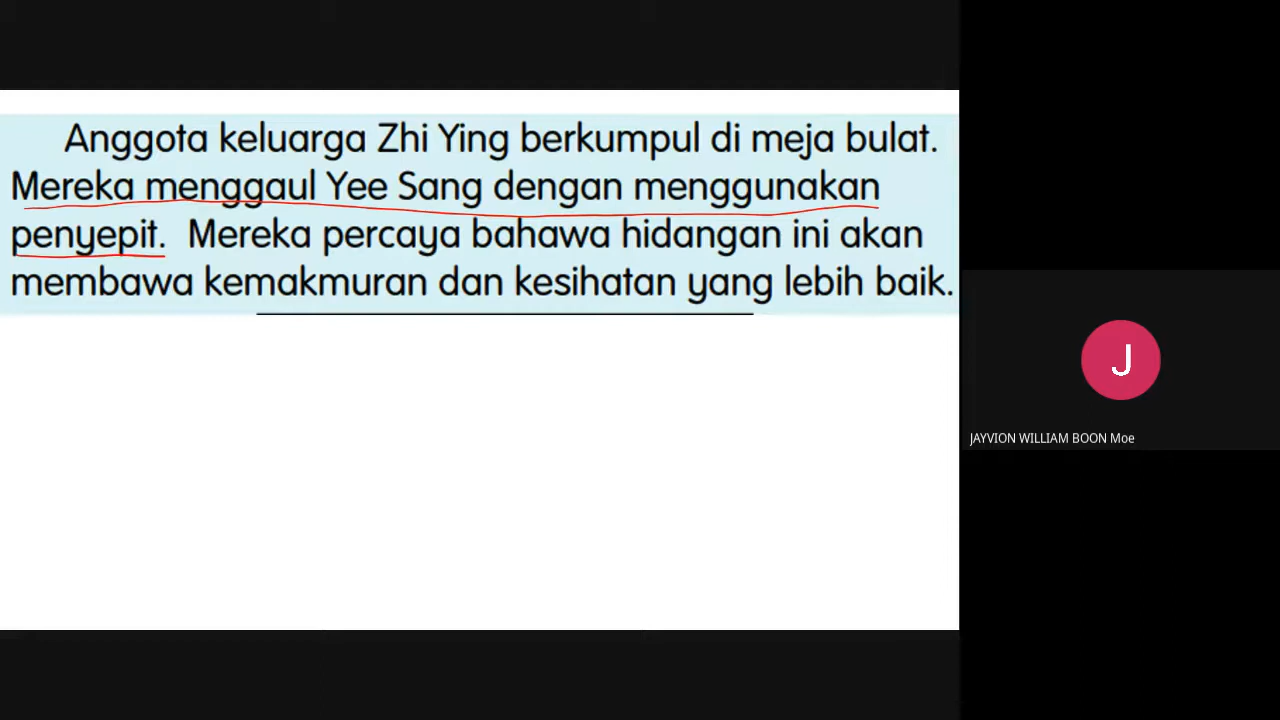 Anggota keluarga Zhi Ying berkumpul di meja bulat.
Mereka menggaul Yee Sang dengan menggunakan
penyepit. Mereka percaya bahawa hidangan ini akan
membawa kemakmuran dan kesihatan yang lebih baik.
J
JAYVION WILLIAM BOON Moe